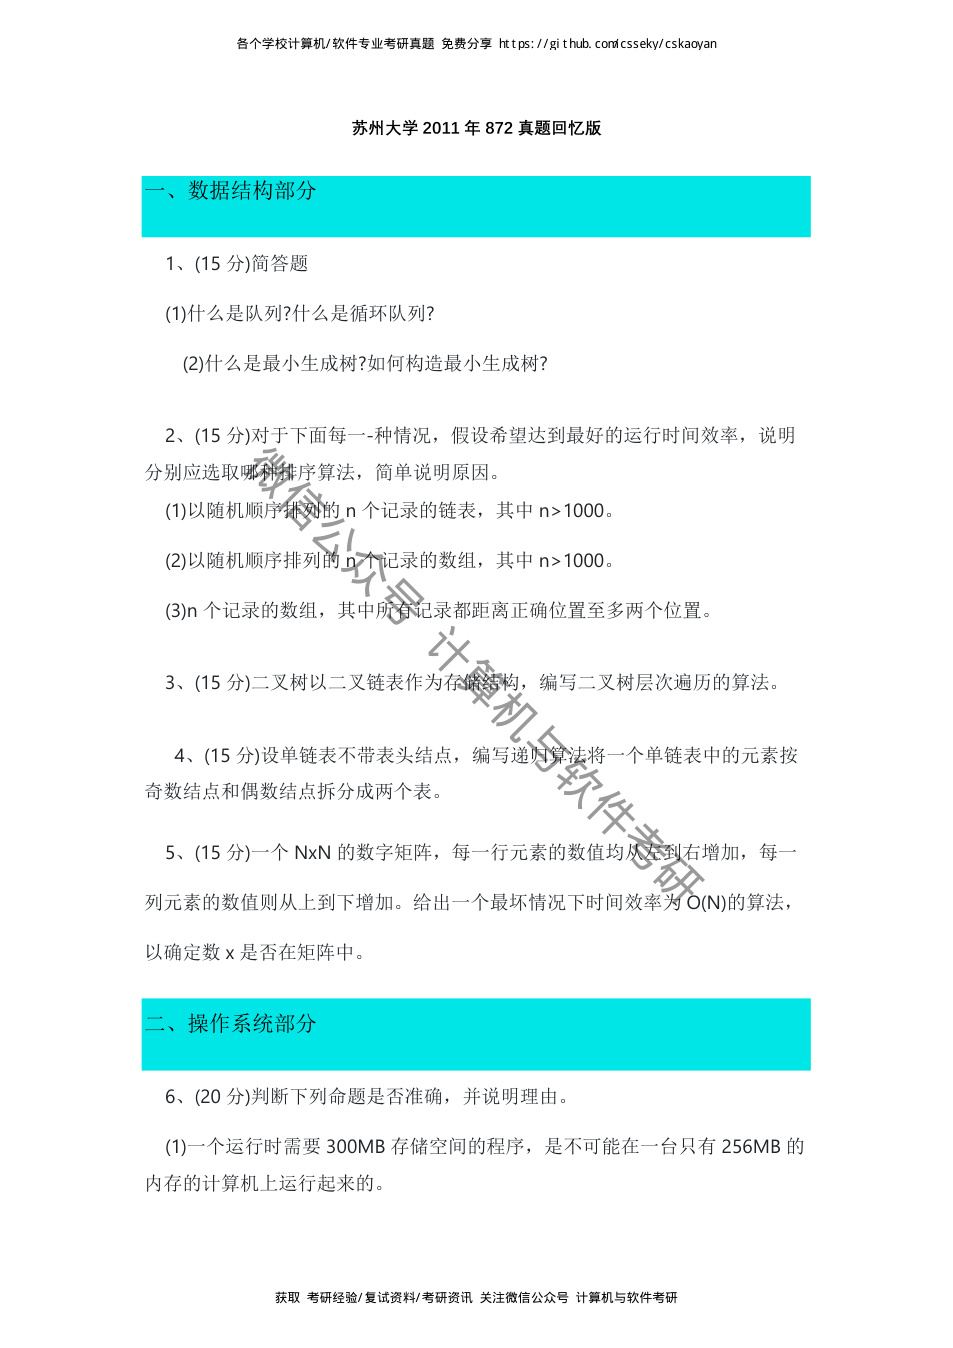 各个学校计算机/软件专业考研真题 免费分享 https://github.com/csseky/cskaoyan
苏州大学 2011 年 872 真题回忆版
一、数据结构部分
1、(15 分)简答题
(1)什么是队列?什么是循环队列?
(2)什么是最小生成树?如何构造最小生成树?
2、(15 分)对于下面每一-种情况，假设希望达到最好的运行时间效率，说明
分别应选取哪种排序算法，简单说明原因。
(1)以随机顺序排列的 n 个记录的链表，其中 n>1000。
(2)以随机顺序排列的 n 个记录的数组，其中 n>1000。
(3)n 个记录的数组，其中所有记录都距离正确位置至多两个位置。
3、(15 分)二叉树以二叉链表作为存储结构，编写二叉树层次遍历的算法。
4、(15 分)设单链表不带表头结点，编写递归算法将一个单链表中的元素按
奇数结点和偶数结点拆分成两个表。
5、(15 分)一个 NxN 的数字矩阵，每一行元素的数值均从左到右增加，每一
列元素的数值则从上到下增加。给出一个最坏情况下时间效率为 O(N)的算法，
以确定数 x 是否在矩阵中。
二、操作系统部分
6、(20 分)判断下列命题是否准确，并说明理由。
(1)一个运行时需要 300MB 存储空间的程序，是不可能在一台只有 256MB 的
内存的计算机上运行起来的。
微信公众号 计算机与软件考研
获取 考研经验/复试资料/考研资讯 关注微信公众号 计算机与软件考研